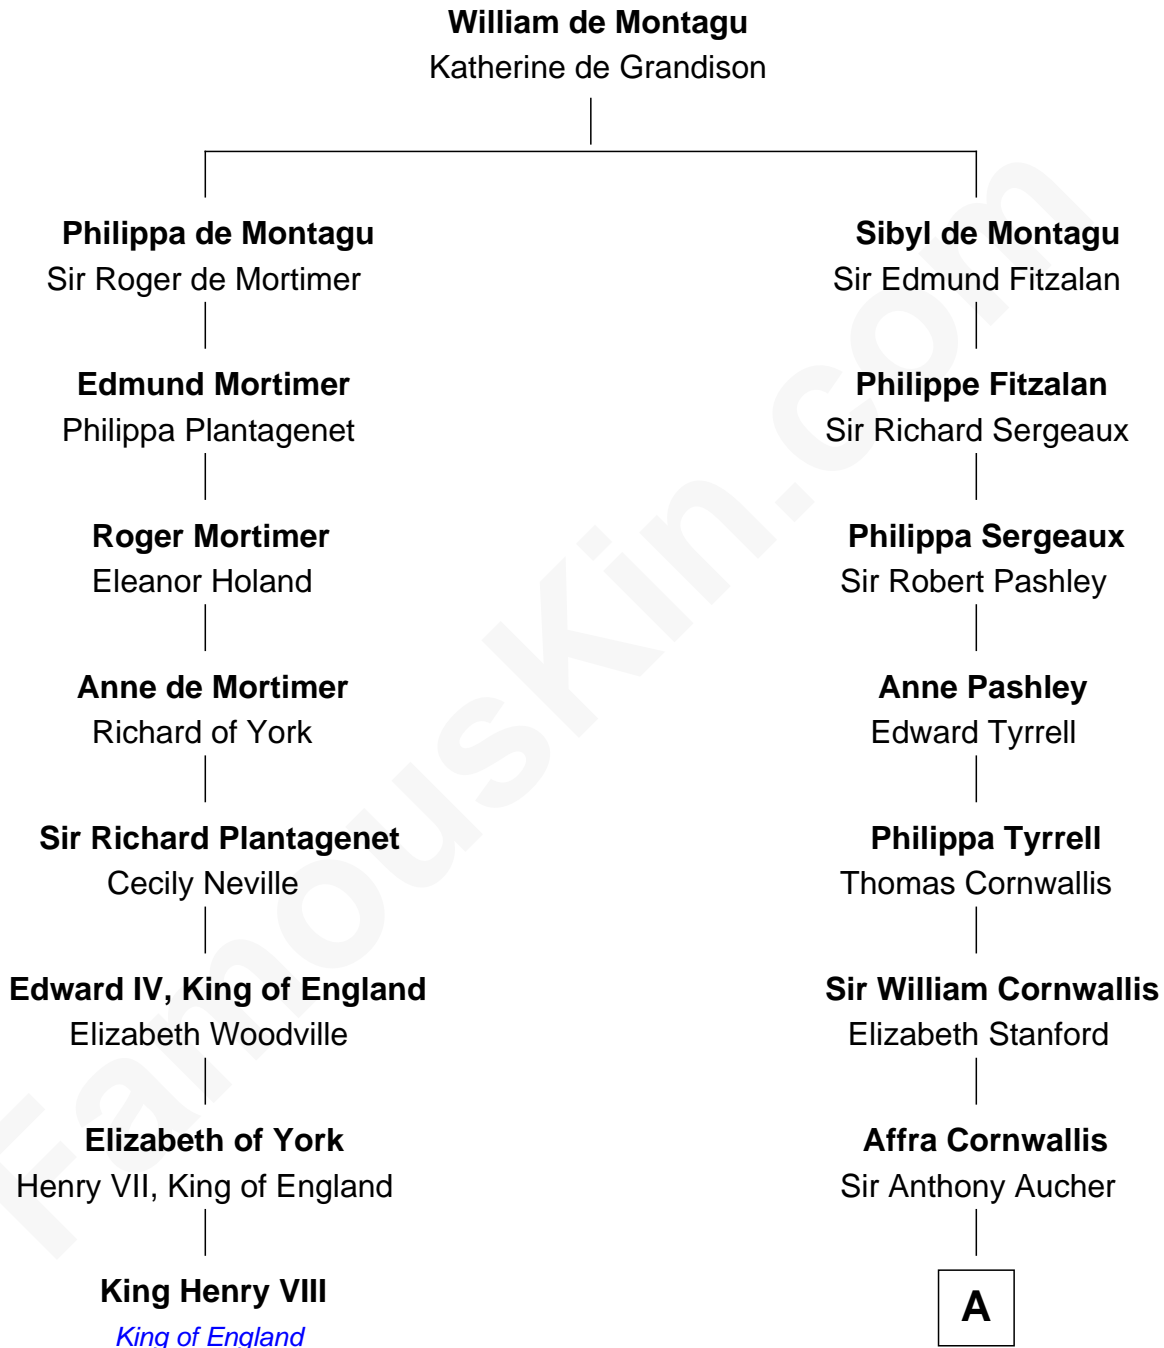 William de Montagu
Katherine de Grandison
Philippa de Montagu
Sir Roger de Mortimer
Sibyl de Montagu
Sir Edmund Fitzalan
Edmund Mortimer
Philippa Plantagenet
Philippe Fitzalan
Sir Richard Sergeaux
Roger Mortimer
Eleanor Holand
Philippa Sergeaux
Sir Robert Pashley
Anne de Mortimer
Richard of York
Anne Pashley
Edward Tyrrell
Sir Richard Plantagenet
Cecily Neville
Philippa Tyrrell
Thomas Cornwallis
Edward IV, King of England
Elizabeth Woodville
Sir William Cornwallis
Elizabeth Stanford
Elizabeth of York
Henry VII, King of England
Affra Cornwallis
Sir Anthony Aucher
King Henry VIII
King of England
A
FamousKin.com